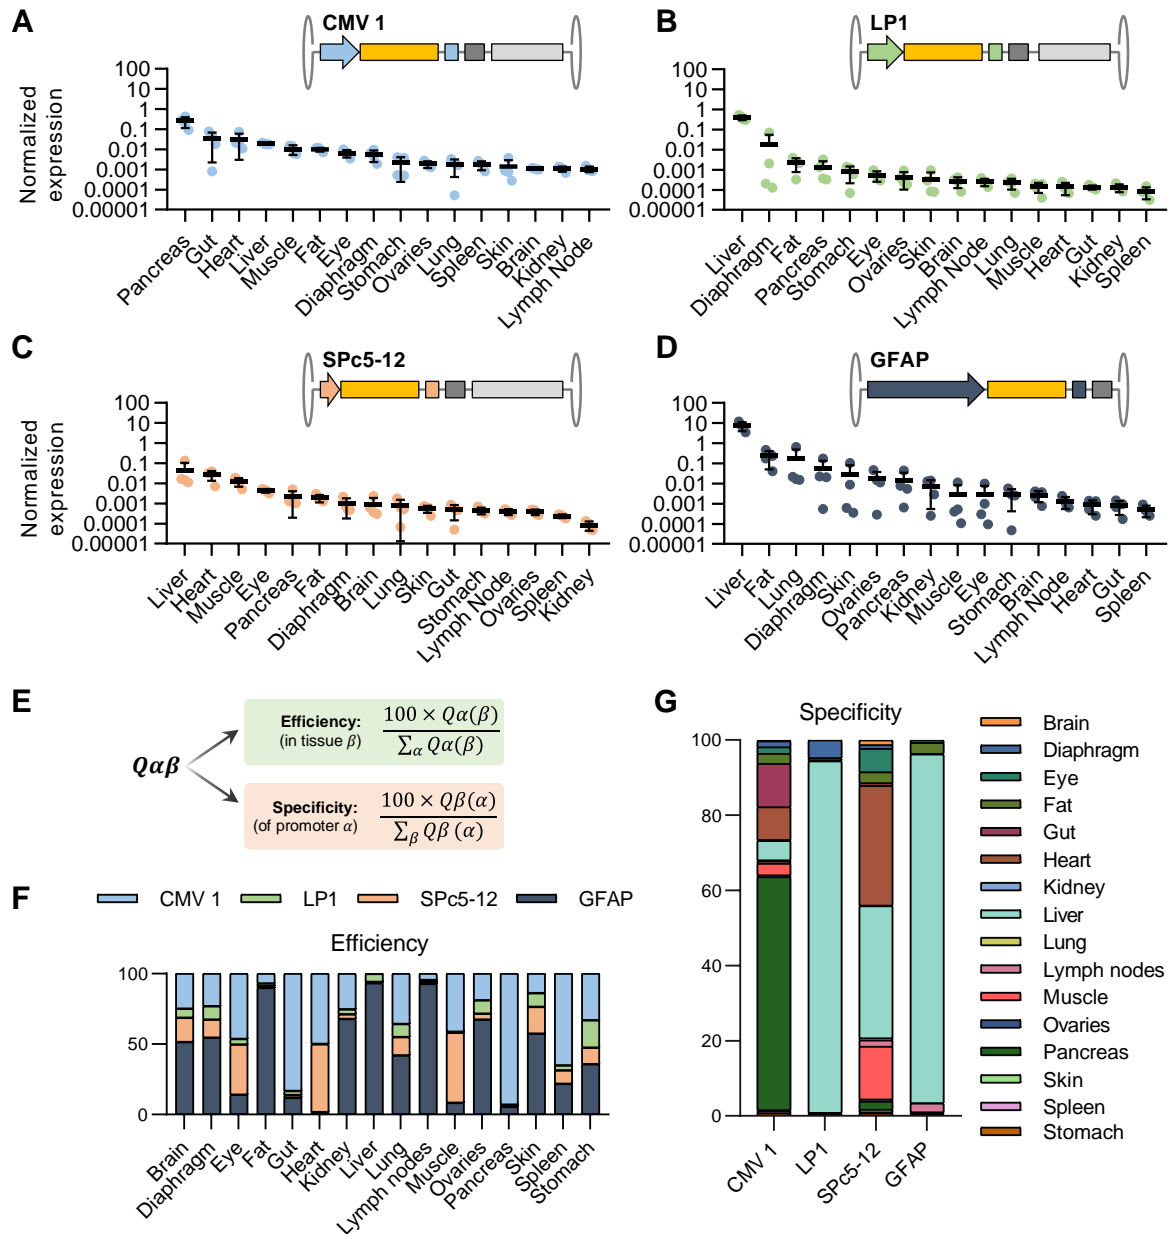 A
CMV 1
Normalized
expression
100
10
1
0.1
0.01
0.001
0.0001
0.00001
Pancreas
Gut
Heart
Liver
Muscle
Fat
Eye
Diaphragm
Stomach
Ovaries
Lung
Spleen
Skin
Brain
Kidney
Lymph Node
B
LP1
100
10
1
0.1
0.01
0.001
0.0001
0.00001
Liver
Diaphragm
Fat
Pancreas
Stomach
Eye
Ovaries
Skin
Brain
Lymph Node
Lung
Muscle
Heart
Gut
Kidney
Spleen
C
SPc5-12
Normalized
expression
100
10
1
0.1
0.01
0.001
0.0001
0.00001
Liver
Heart
Muscle
Eye
Pancreas
Fat
Diaphragm
Brain
Lung
Skin
Gut
Stomach
Lymph Node
Ovaries
Spleen
Kidney
D
GFAP
100
10
1
0.1
0.01
0.001
0.0001
0.00001
Liver
Fat
Lung
Diaphragm
Skin
Ovaries
Pancreas
Kidney
Muscle
Eye
Stomach
Brain
Lymph Node
Heart
Gut
Spleen
E
Qαβ
Efficiency:
(in tissue β)
100 × Qα(β)
∑α Qα(β)
Specificity:
(of promoter α)
100 × Qβ(α)
∑β Qβ (α)
F
CMV 1
LP1
SPc5-12
GFAP
Efficiency
100
50
0
Brain
Diaphragm
Eye
Fat
Gut
Heart
Kidney
Liver
Lung
Lymph nodes
Muscle
Ovaries
Pancreas
Skin
Spleen
Stomach
G
Specificity
100
80
60
40
20
0
CMV 1
LP1
SPc5-12
GFAP
Brain
Diaphragm
Eye
Fat
Gut
Heart
Kidney
Liver
Lung
Lymph nodes
Muscle
Ovaries
Pancreas
Skin
Spleen
Stomach